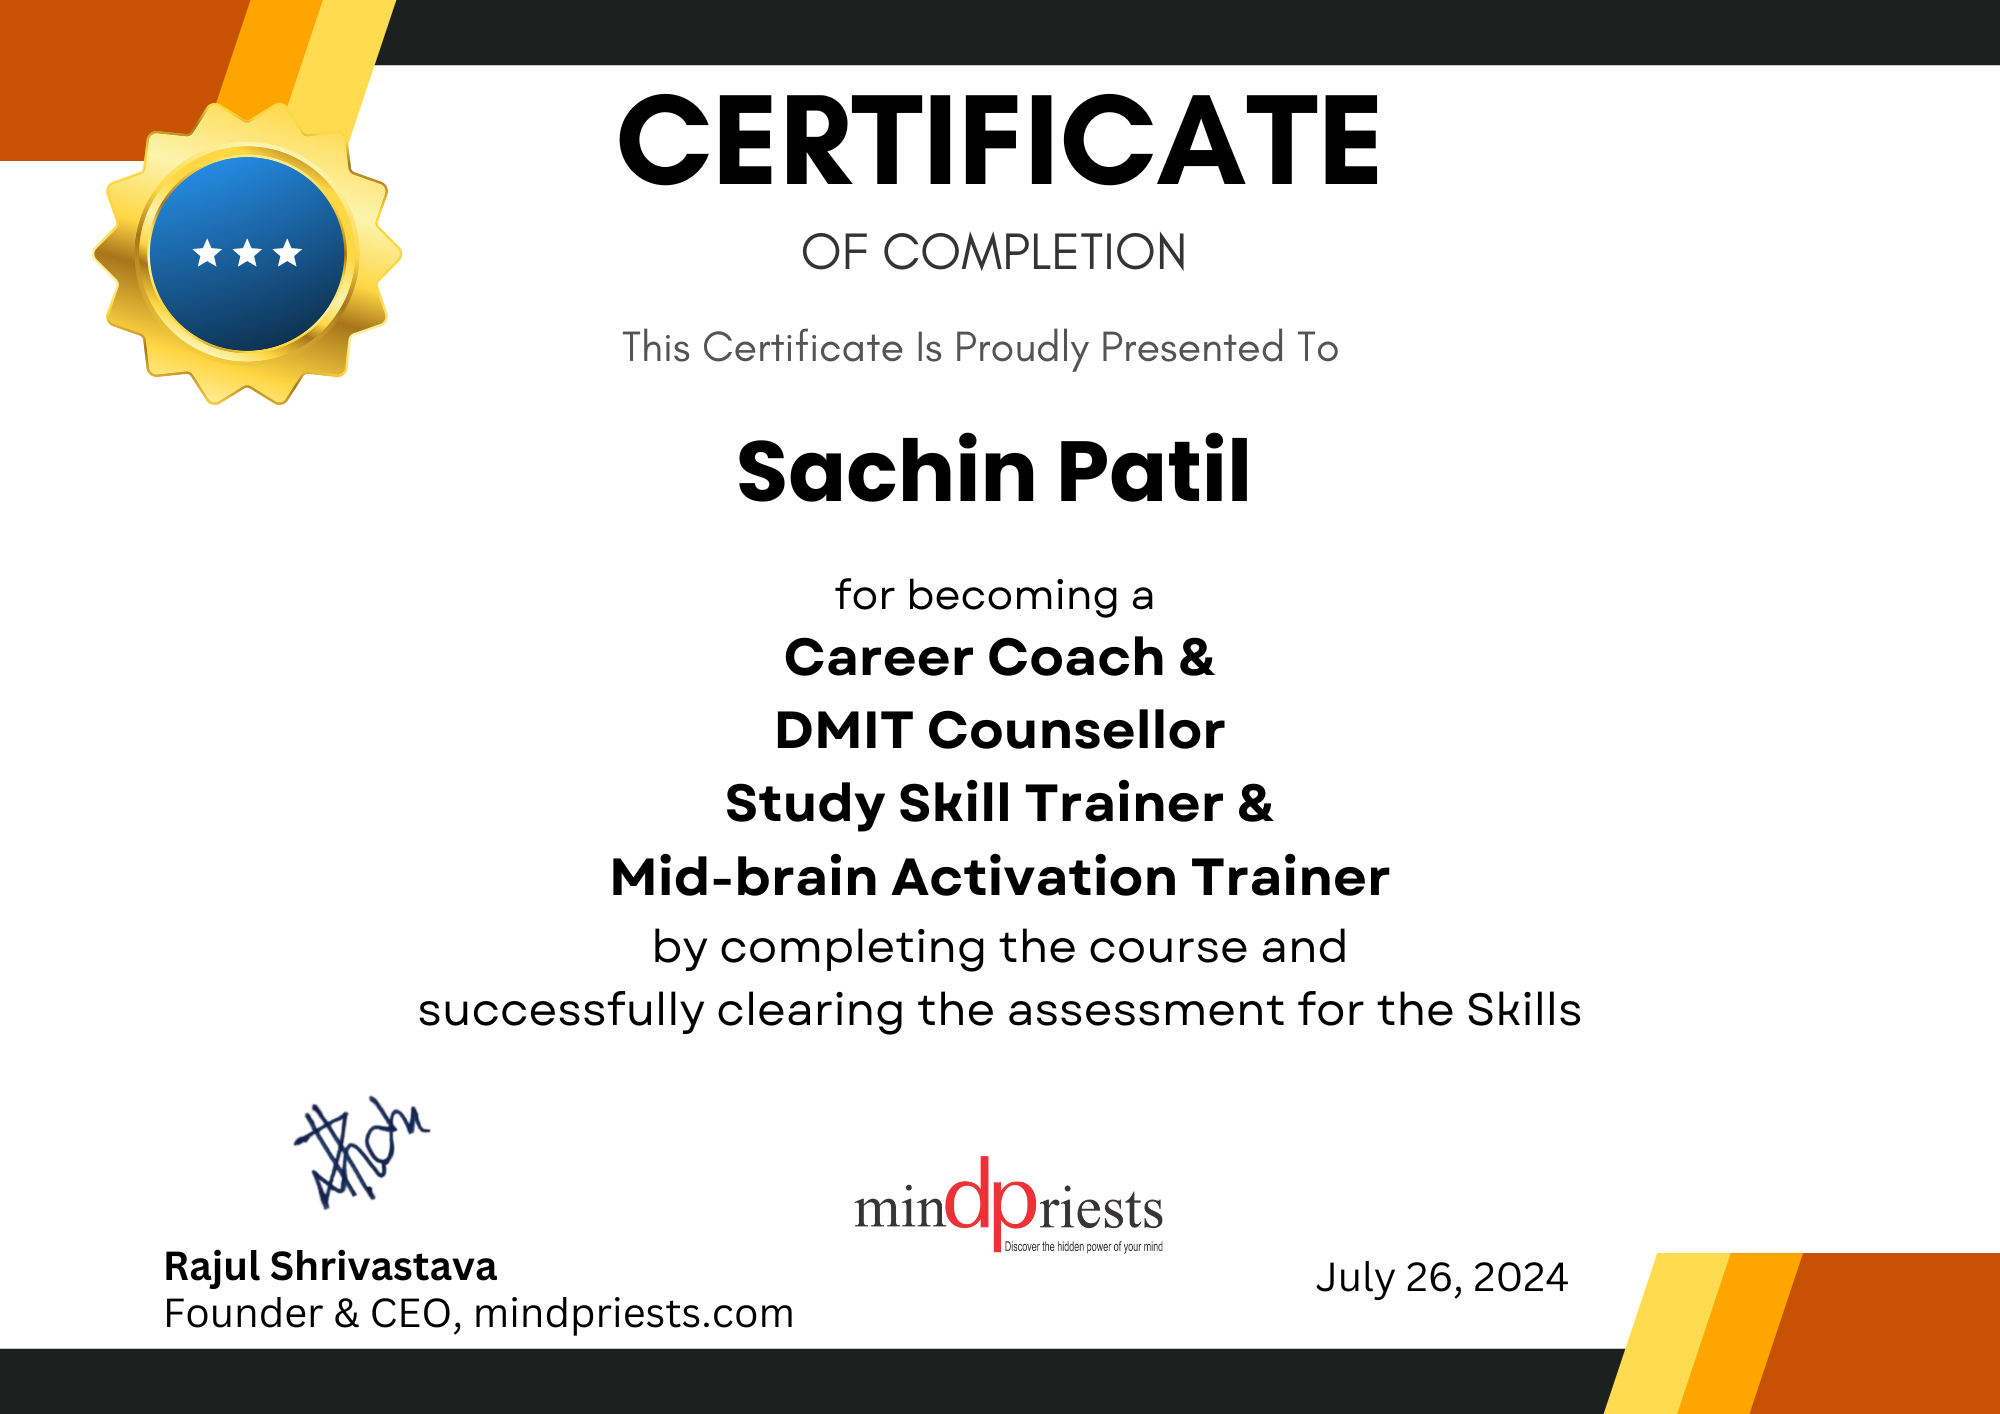 CERTIFICATE
OF COMPLETION
This Certificate Is Proudly Presented To
Sachin Patil
for becoming a
Career Coach &
DMIT Counsellor
Study Skill Trainer &
Mid-brain Activation Trainer
by completing the course and
successfully clearing the assessment for the Skills
mindpriests
Discover the hidden power of your mind
Rajul Shrivastava
Founder & CEO, mindpriests.com
July 26, 2024